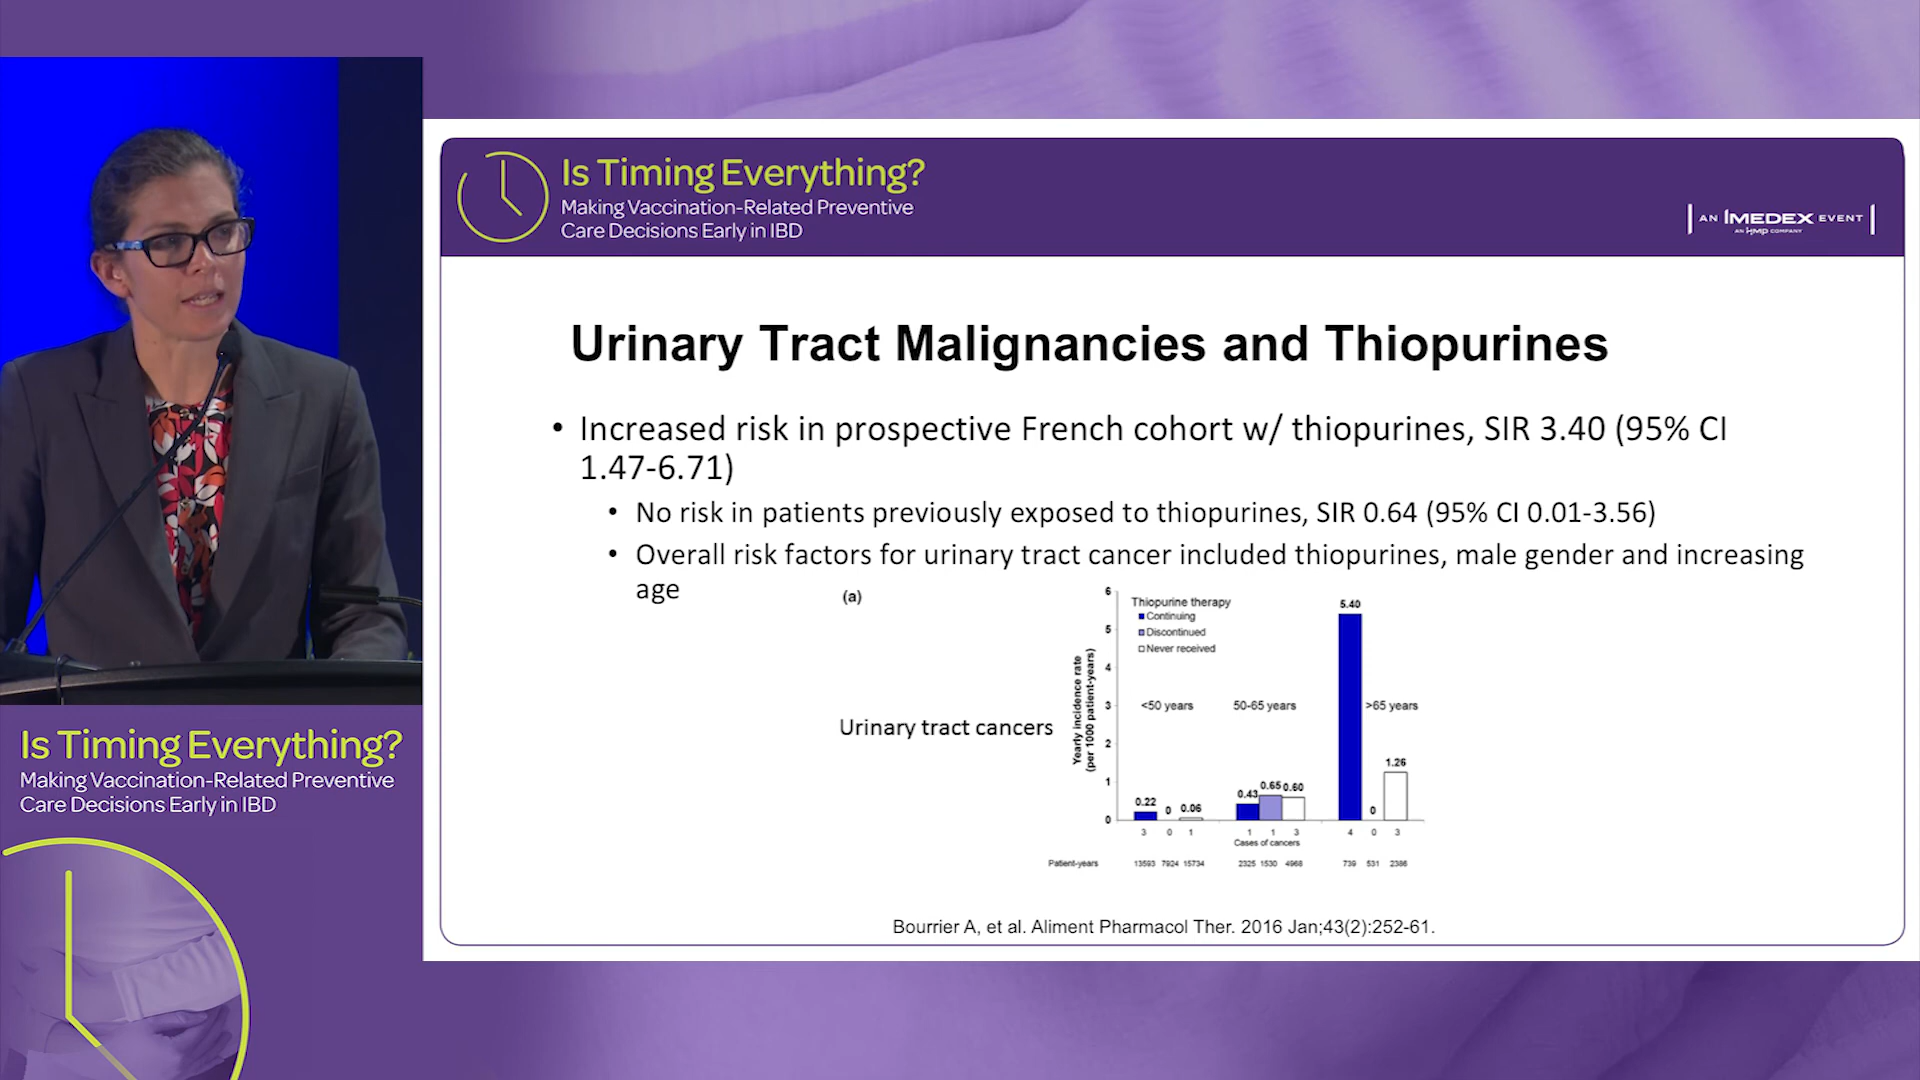 Is Timing Everything?
Making Vaccination-Related Preventive
Care Decisions Early in IBD
AN IMEDEX EVENT
AN HMP COMPANY
Urinary Tract Malignancies and Thiopurines
• Increased risk in prospective French cohort w/ thiopurines, SIR 3.40 (95% CI
1.47-6.71)
• No risk in patients previously exposed to thiopurines, SIR 0.64 (95% CI 0.01-3.56)
• Overall risk factors for urinary tract cancer included thiopurines, male gender and increasing
age
(a)
Urinary tract cancers
Yearly incidence rate
(per 1000 patient-years)
6
5
4
3
2
1
0
Thiopurine therapy
Continuing
Discontinued
Never received
<50 years 50-65 years >65 years
0.22 0 0.06 0.43 0.65 0.60 5.40 0 1.26
3 0 1 1 1 3 4 0 3
Cases of cancers
Patient-years 13593 7924 15734 2325 1530 4968 739 531 2386
Bourrier A, et al. Aliment Pharmacol Ther. 2016 Jan;43(2):252-61.
Is Timing Everything?
Making Vaccination-Related Preventive
Care Decisions Early in IBD